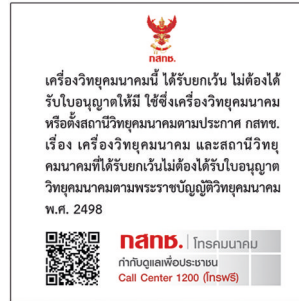 กสทช.
เครื่องวิทยุคมนาคมนี้ ได้รับยกเว้น ไม่ต้องได้
รับใบอนุญาตให้มี ใช้ซึ่งเครื่องวิทยุคมนาคม
หรือตั้งสถานีวิทยุคมนาคมตามประกาศ กสทช.
เรื่อง เครื่องวิทยุคมนาคม และสถานีวิทยุ
คมนาคมที่ได้รับยกเว้นไม่ต้องได้รับใบอนุญาต
วิทยุคมนาคมตามพระราชบัญญัติวิทยุคมนาคม
พ.ศ. 2498
กสทช. | โทรคมนาคม
กำกับดูแลเพื่อประชาชน
Call Center 1200 (โทรฟรี)